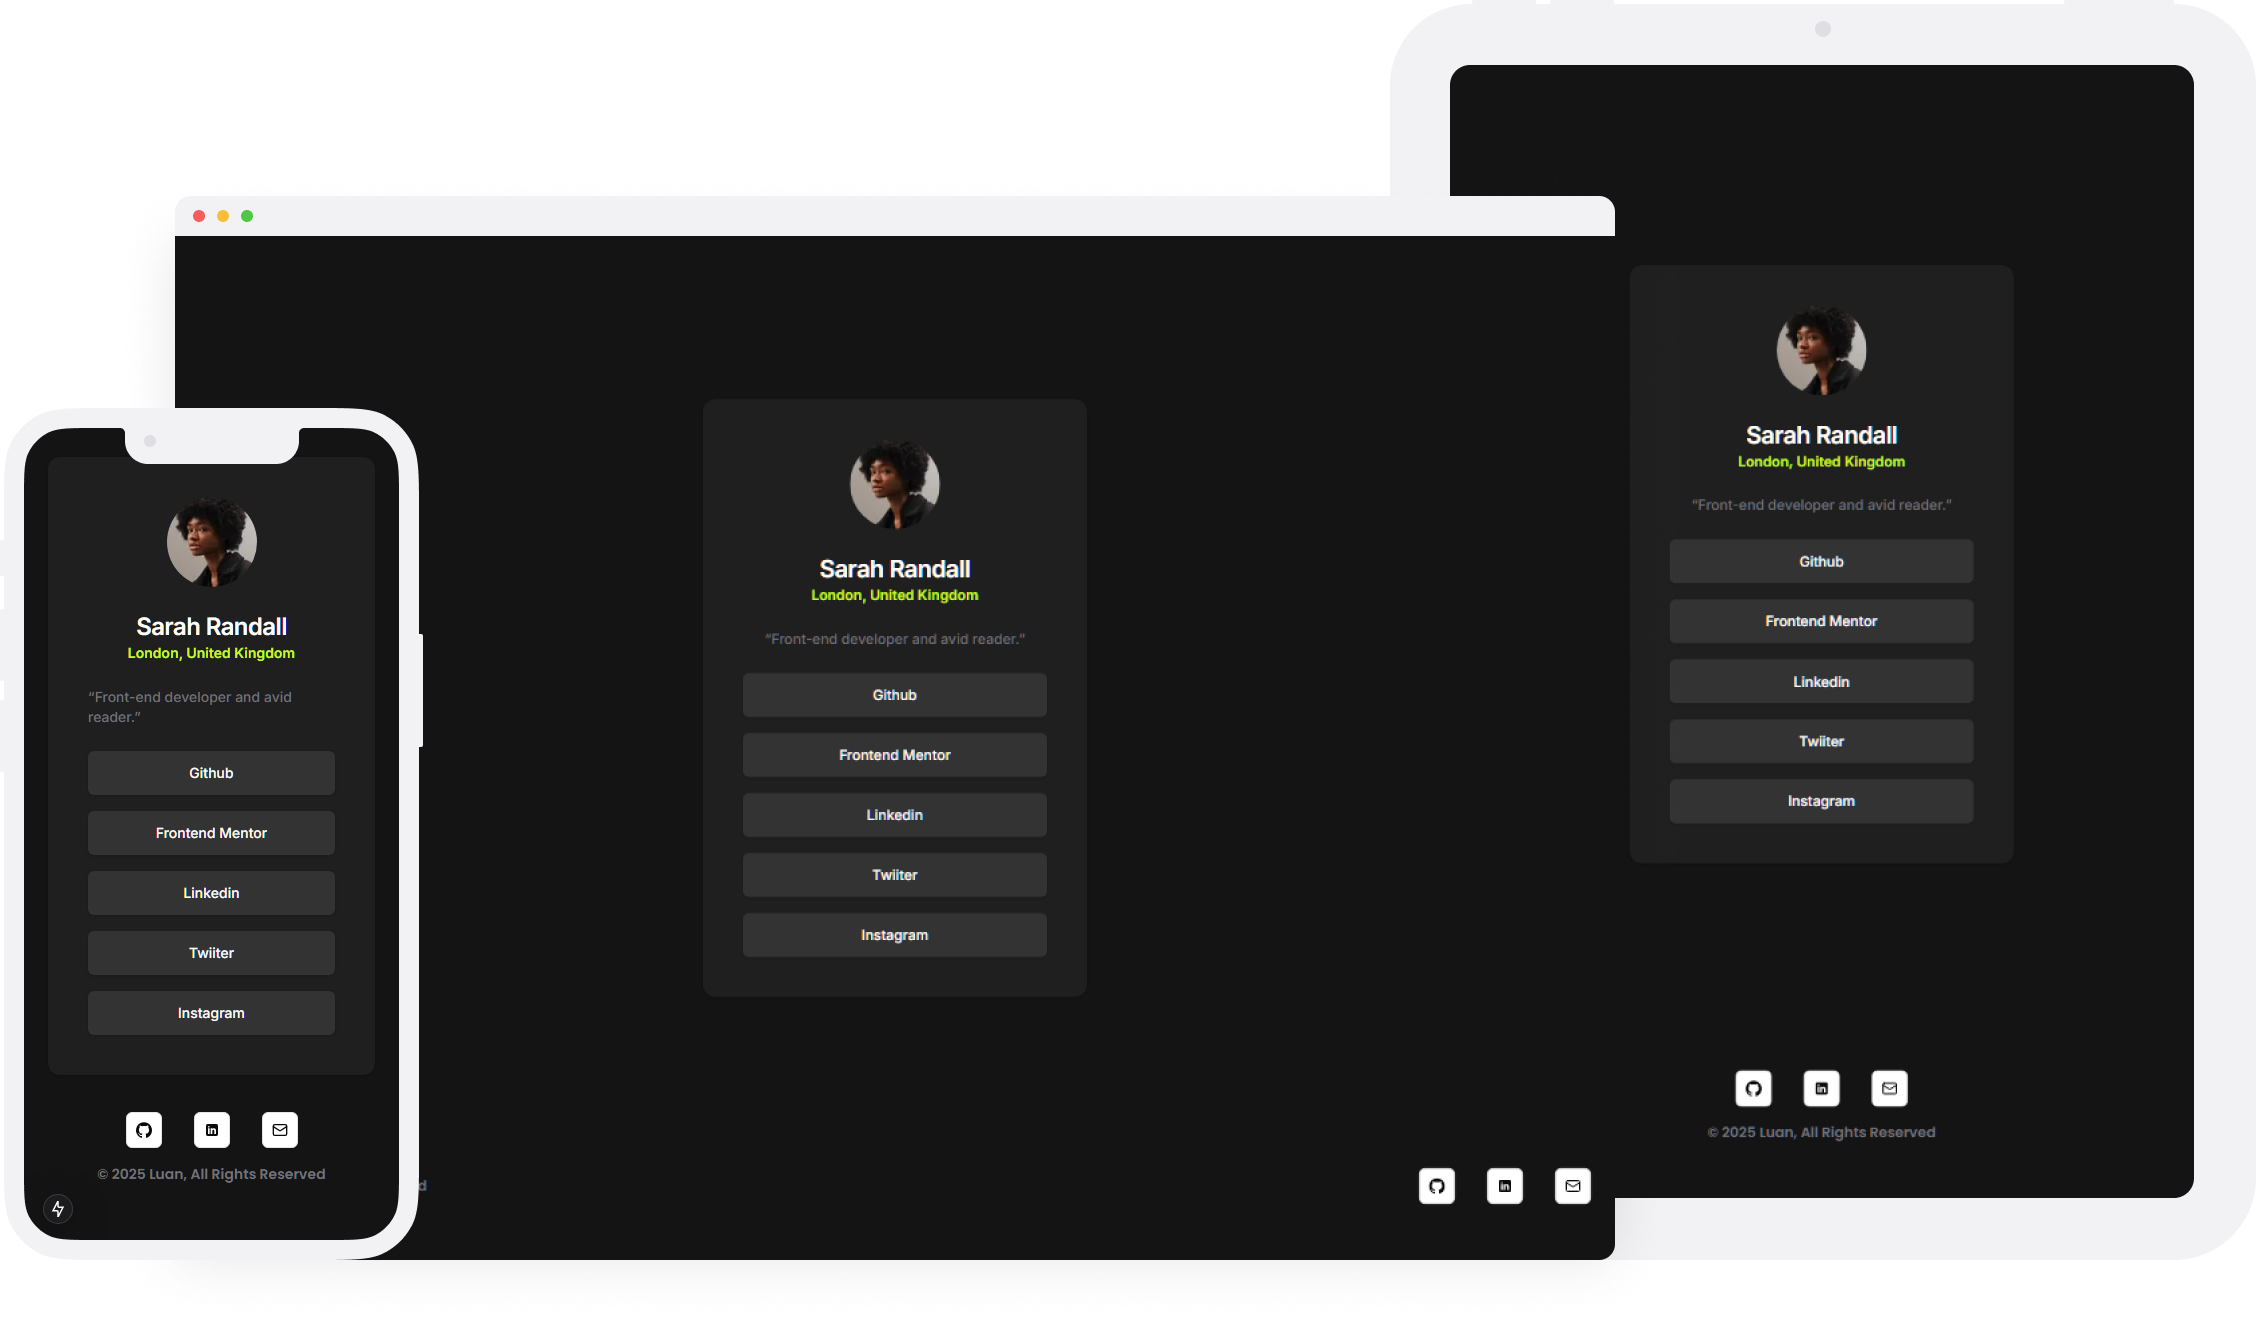 Sarah Randall
London, United Kingdom
“Front-end developer and avid
reader.”
Github
Frontend Mentor
Linkedin
Twiiter
Instagram
© 2025 Luan, All Rights Reserved
Sarah Randall
London, United Kingdom
“Front-end developer and avid reader.”
Github
Frontend Mentor
Linkedin
Twiiter
Instagram
d
Sarah Randall
London, United Kingdom
“Front-end developer and avid reader.”
Github
Frontend Mentor
Linkedin
Twiiter
Instagram
© 2025 Luan, All Rights Reserved